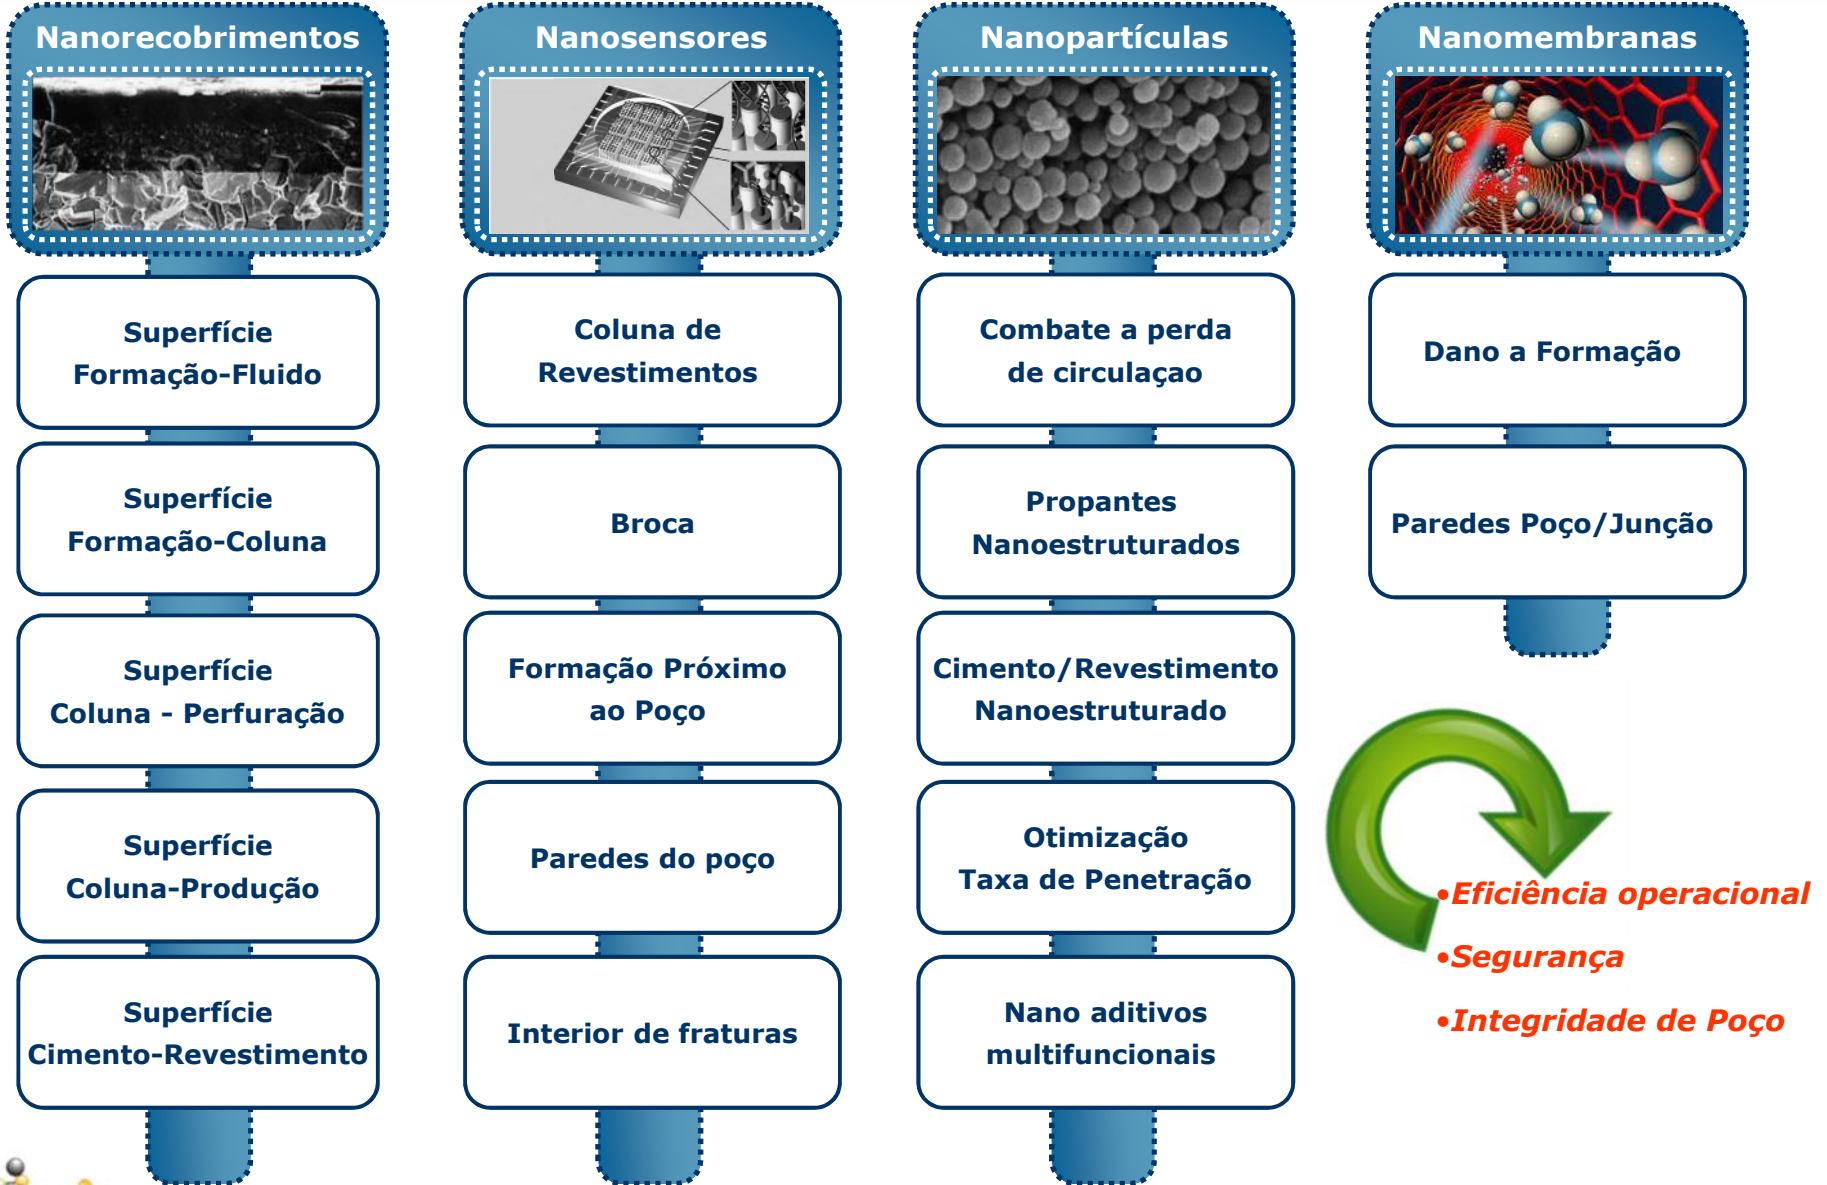 Nanorecobrimentos
Superfície
Formação-Fluido
Superfície
Formação-Coluna
Superfície
Coluna - Perfuração
Superfície
Coluna-Produção
Superfície
Cimento-Revestimento
Nanosensores
Coluna de
Revestimentos
Broca
Formação Próximo
ao Poço
Paredes do poço
Interior de fraturas
Nanopartículas
Combate a perda
de circulaçao
Propantes
Nanoestruturados
Cimento/Revestimento
Nanoestruturado
Otimização
Taxa de Penetração
Nano aditivos
multifuncionais
Nanomembranas
Dano a Formação
Paredes Poço/Junção
•Eficiência operacional
•Segurança
•Integridade de Poço